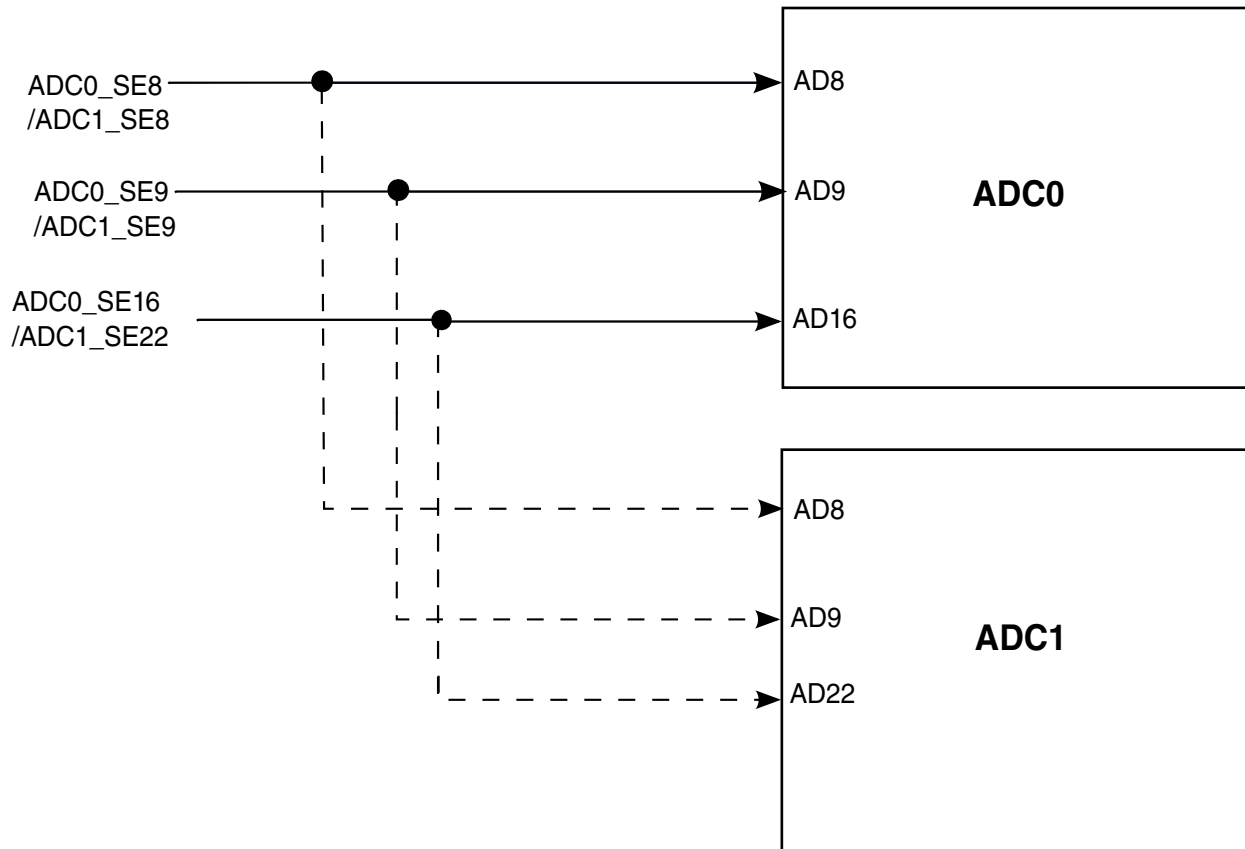 ADC0_SE8
/ADC1_SE8
AD8
ADC0_SE9
/ADC1_SE9
AD9
ADC0
ADC0_SE16
/ADC1_SE22
AD16
AD8
AD9
ADC1
AD22